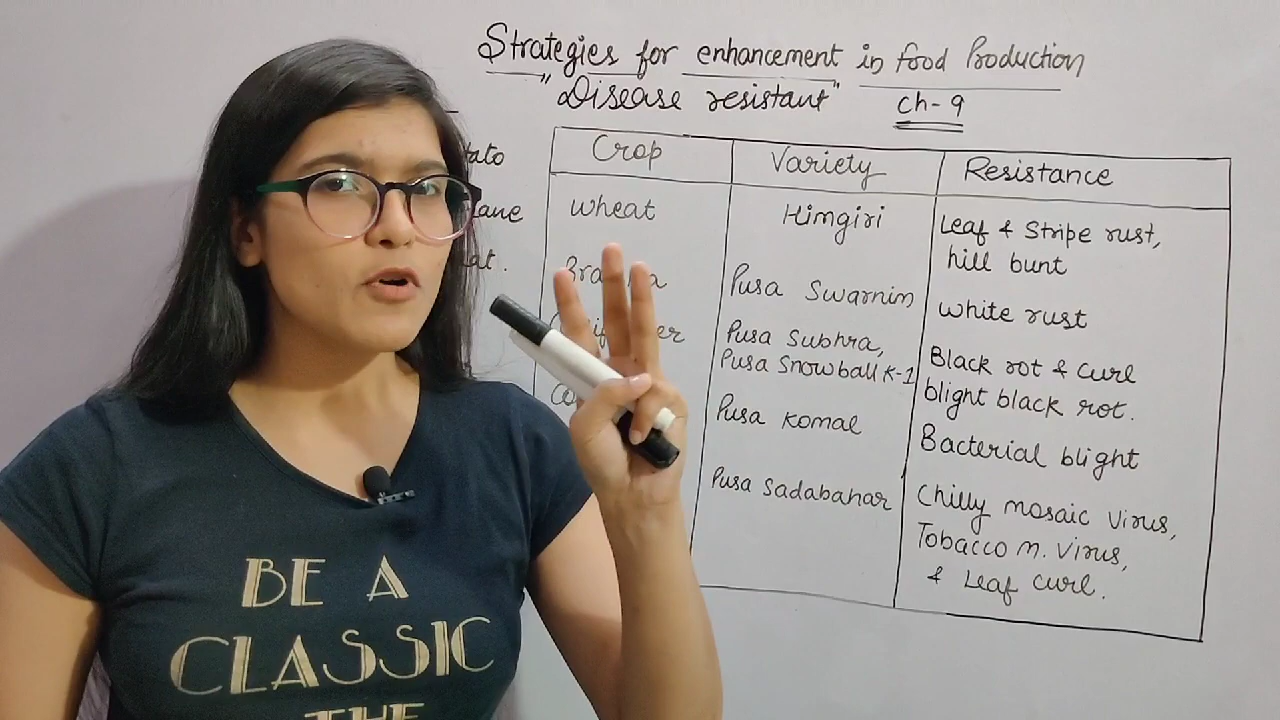 Strategies for enhancement in food Production
"Disease resistant" Ch-9
Crop Variety Resistance
wheat Himgiri Leaf & Stripe rust,
hill bunt
Pusa Swarnim white rust
Pusa Subhra, Black rot & Curl
Pusa Snowball K-1 blight black rot.
Pusa Komal Bacterial blight
Pusa Sadabahar Chilly mosaic Virus,
Tobacco m. Virus,
& Leaf Curl.
BE A
CLASSIC
THE